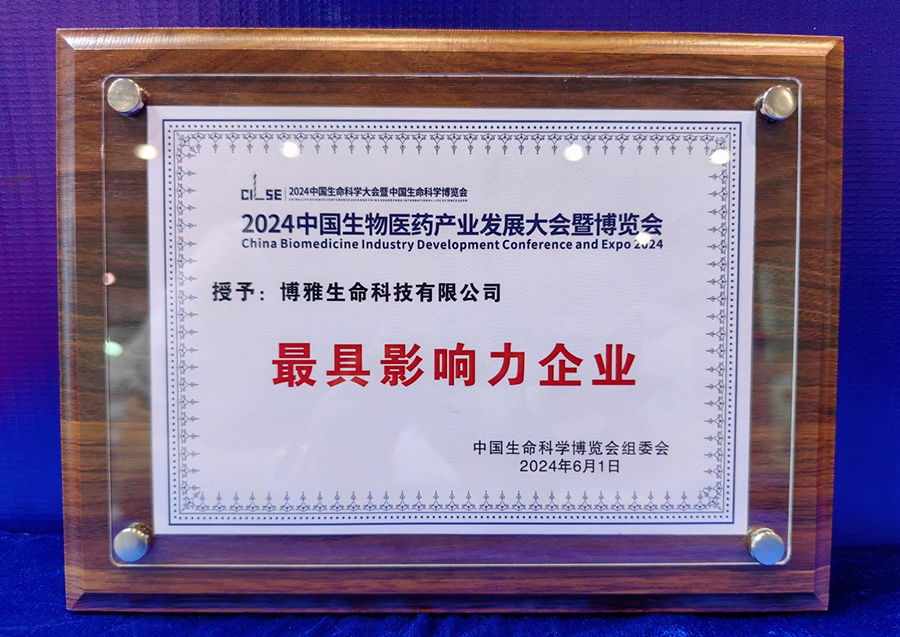 CILSE 2024中国生命科学大会暨中国生命科学博览会
2024中国生物医药产业发展大会暨博览会
China Biomedicine Industry Development Conference and Expo 2024
授予：博雅生命科技有限公司
最具影响力企业
中国生命科学博览会组委会
2024年6月1日